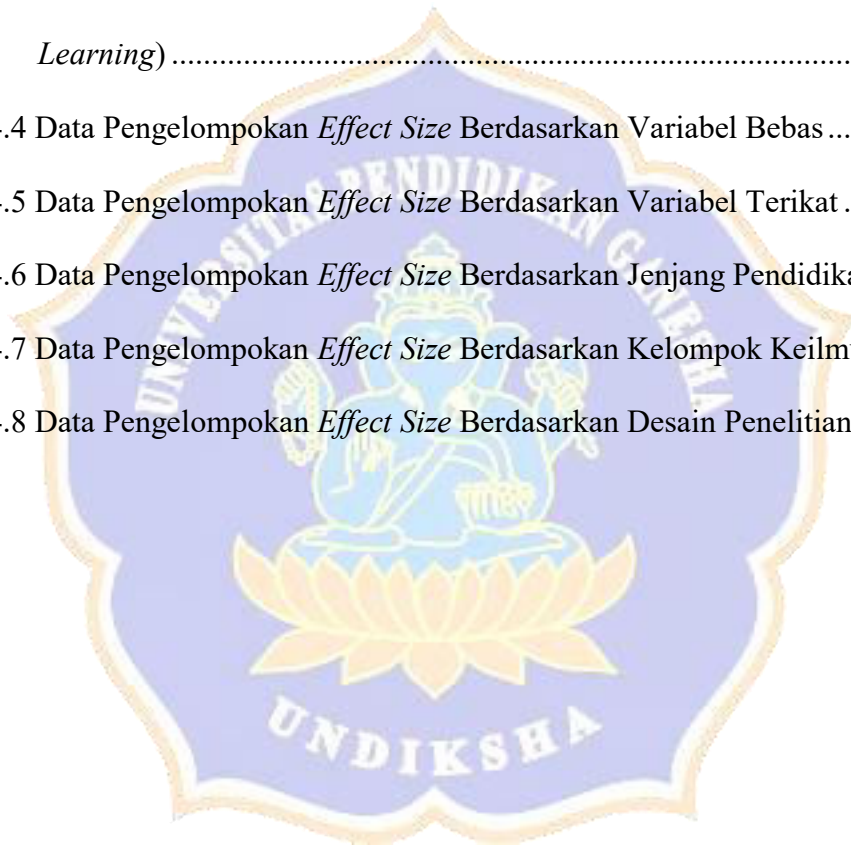 Learning) ....................................................................................
.4 Data Pengelompokan Effect Size Berdasarkan Variabel Bebas ...
.5 Data Pengelompokan Effect Size Berdasarkan Variabel Terikat .
.6 Data Pengelompokan Effect Size Berdasarkan Jenjang Pendidika
.7 Data Pengelompokan Effect Size Berdasarkan Kelompok Keilm
.8 Data Pengelompokan Effect Size Berdasarkan Desain Penelitian
UNIVERSITAS PENDIDIKAN GANESHA
UNDIKSHA